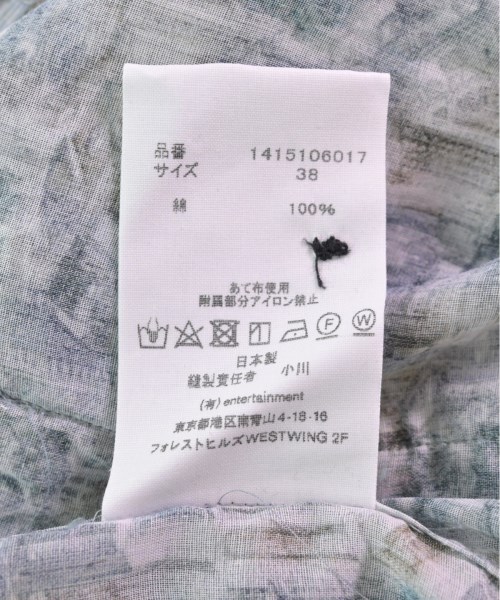 品番 1415106017
サイズ 38
綿 100%
あて布使用
附属部分アイロン禁止
F W
日本製
縫製責任者 小川
(有) entertainment
東京都港区南青山4-18-16
フォレストヒルズWESTWING 2F